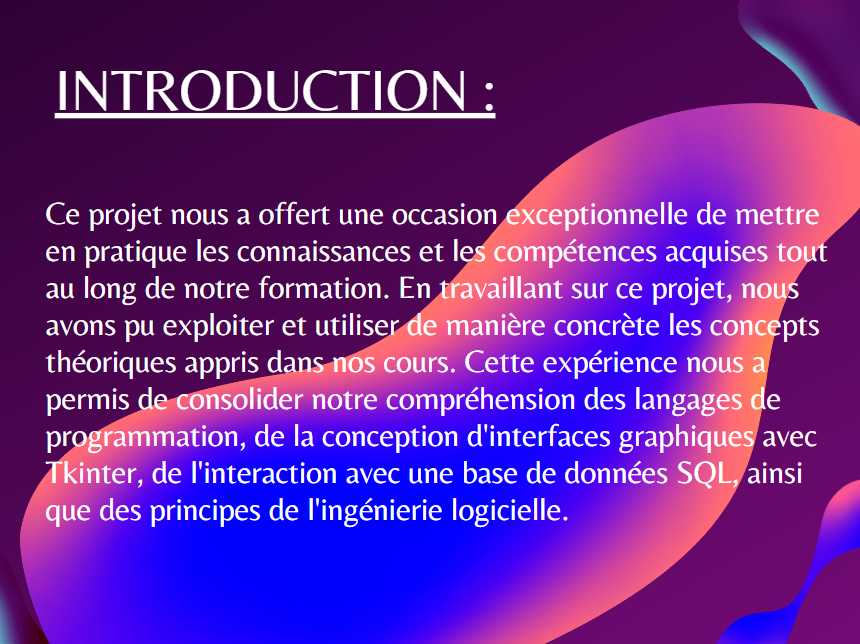 INTRODUCTION :
Ce projet nous a offert une occasion exceptionnelle de mettre
en pratique les connaissances et les compétences acquises tout
au long de notre formation. En travaillant sur ce projet, nous
avons pu exploiter et utiliser de manière concrète les concepts
théoriques appris dans nos cours. Cette expérience nous a
permis de consolider notre compréhension des langages de
programmation, de la conception d'interfaces graphiques avec
Tkinter, de l'interaction avec une base de données SQL, ainsi
que des principes de l'ingénierie logicielle.